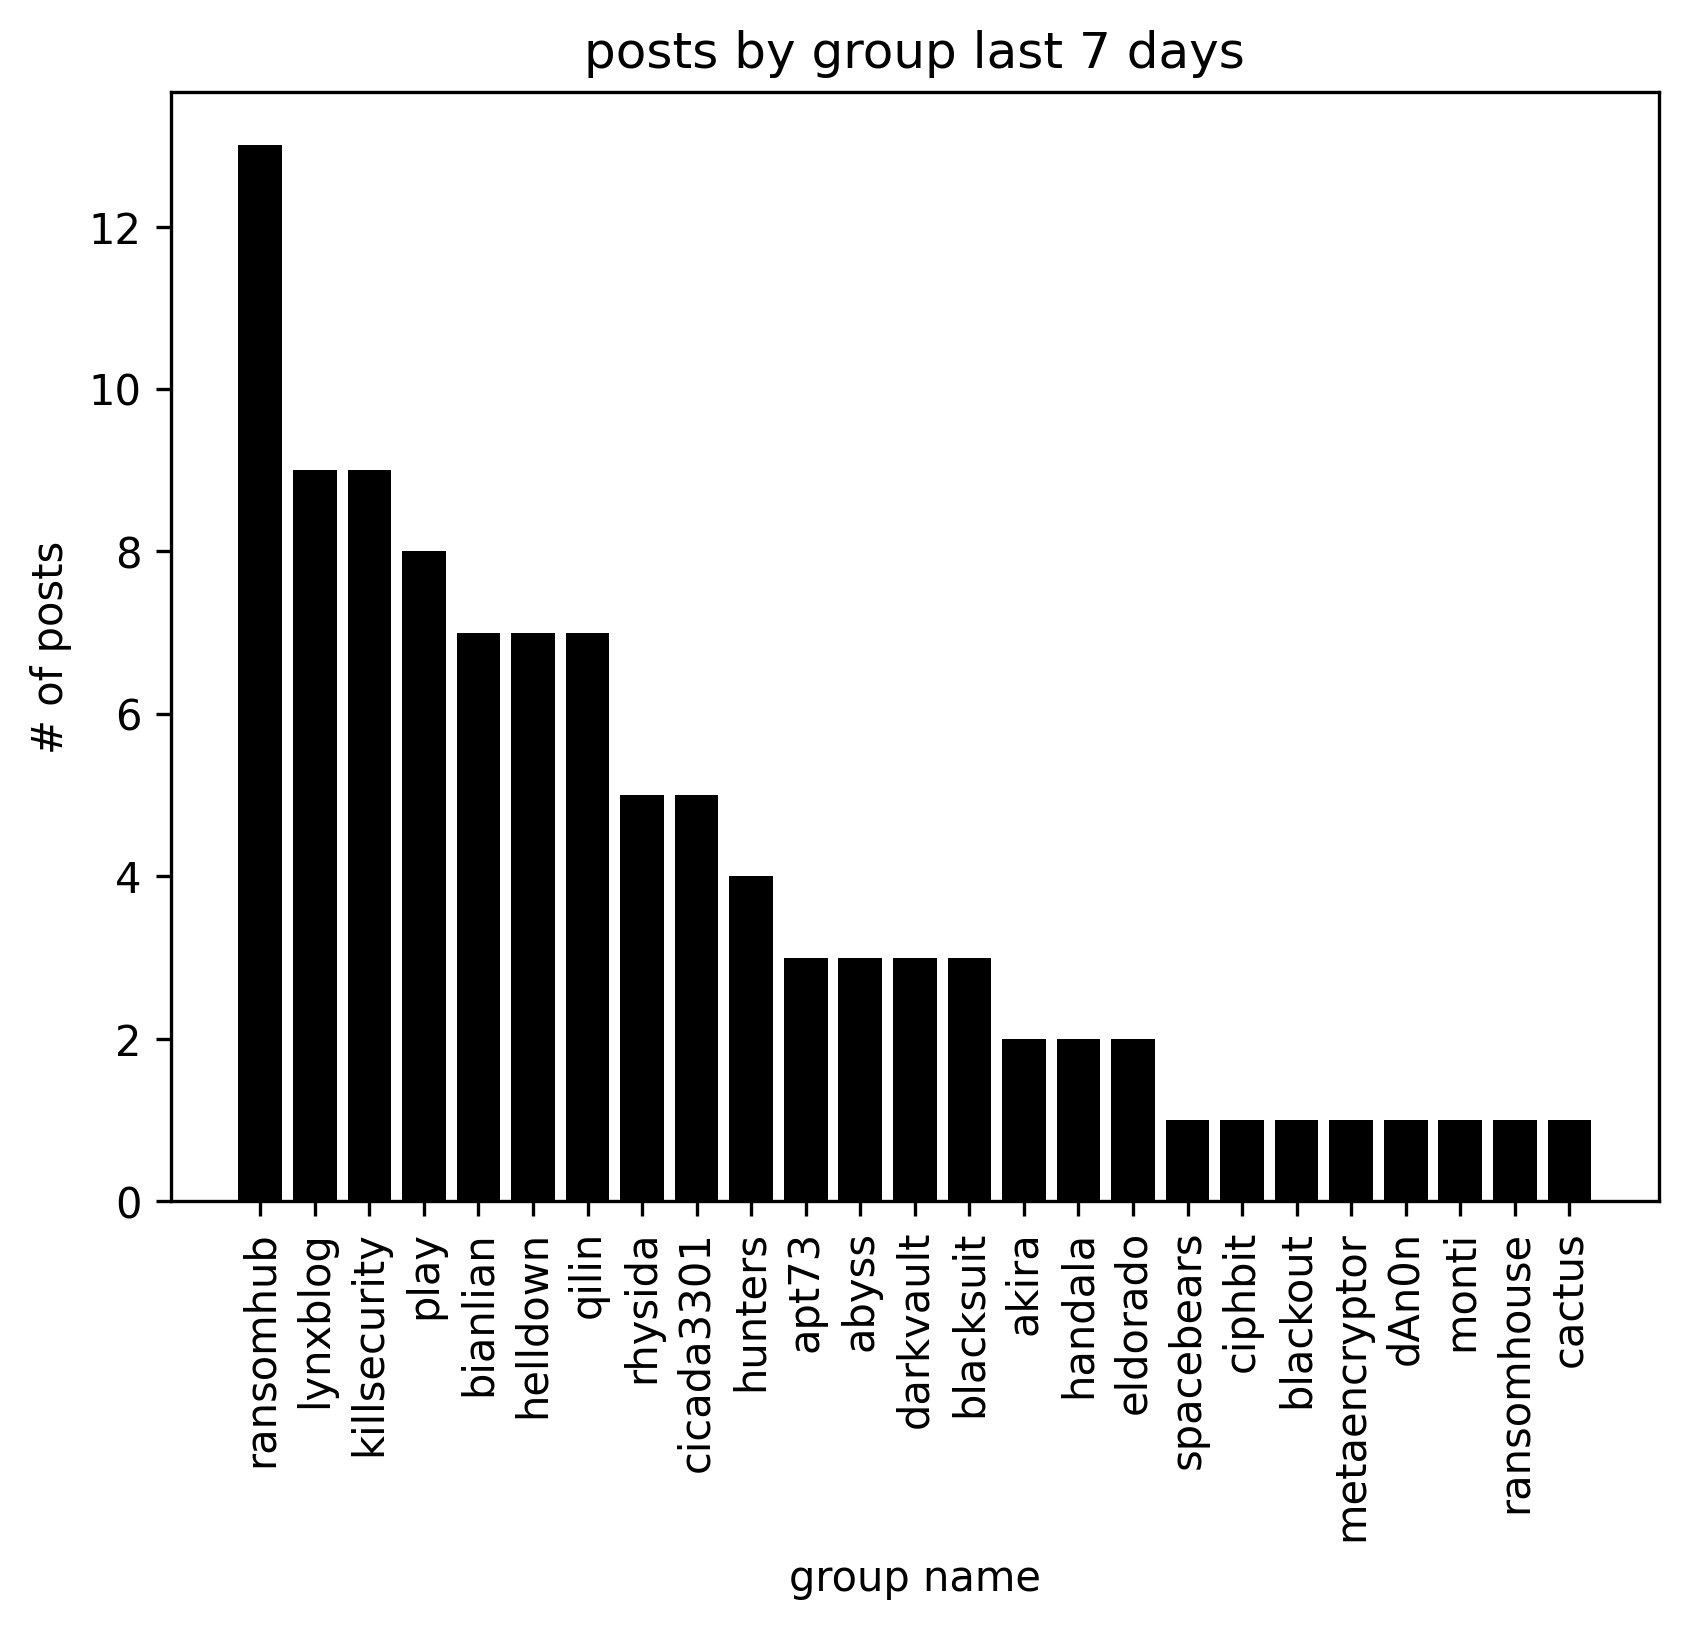 posts by group last 7 days
# of posts
12
10
8
6
4
2
0
ransomhub
lynxblog
killsecurity
play
bianlian
helldown
qilin
rhysida
cicada3301
hunters
apt73
abyss
darkvault
blacksuit
akira
handala
eldorado
spacebears
ciphbit
blackout
metaencryptor
dAn0n
monti
ransomhouse
cactus
group name